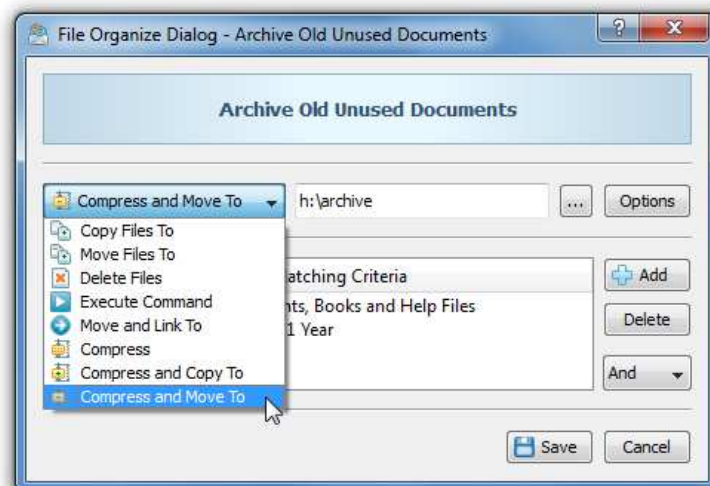 File Organize Dialog - Archive Old Unused Documents
?
X
Archive Old Unused Documents
Compress and Move To
h:\archive
...
Options
Copy Files To
Move Files To
Delete Files
Execute Command
Move and Link To
Compress
Compress and Copy To
Compress and Move To
Criteria
Books and Help Files
1 Year
Add
Delete
And
Save
Cancel